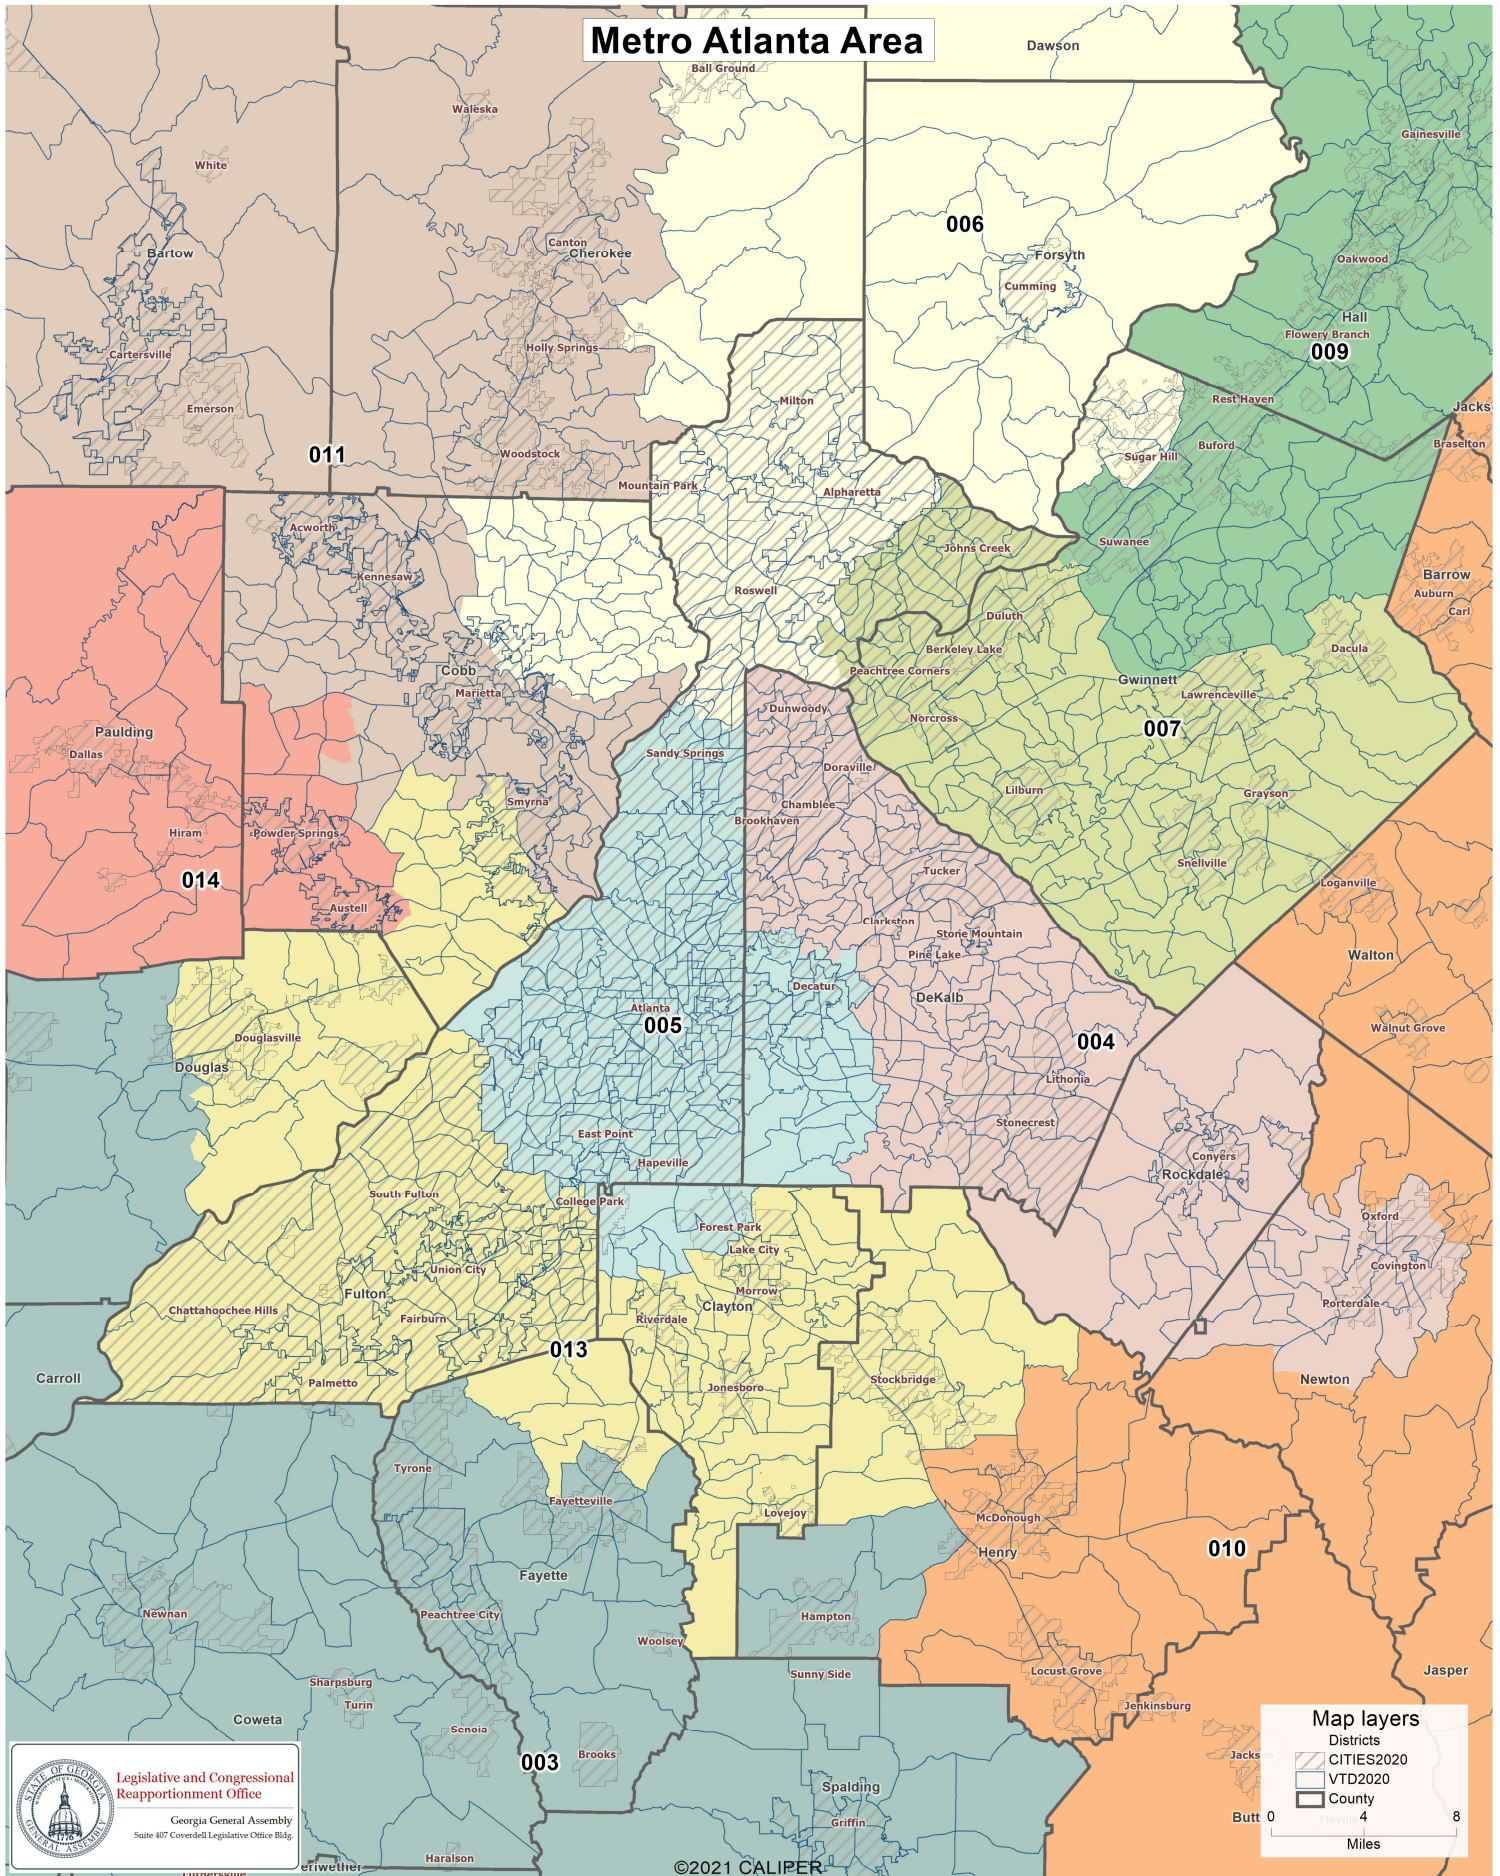 Metro Atlanta Area
Dawson
Ball Ground
Waleska
Gainesville
White
006
Canton
Cherokee
Bartow
Forsyth
Oakwood
Cumming
Hall
Flowery Branch
009
Holly Springs
Cartersville
Milton
Rest Haven
Emerson
Jacks
Braselton
Buford
011
Woodstock
Sugar Hill
Mountain Park
Alpharetta
Acworth
Suwanee
Johns Creek
Kennesaw
Barrow
Roswell
Auburn
Carl
Duluth
Berkeley Lake
Dacula
Cobb
Peachtree Corners
Gwinnett
Marietta
Lawrenceville
Dunwoody
Norcross
007
Paulding
Dallas
Sandy Springs
Doraville
Lilburn
Grayson
Smyrna
Chamblee
Brookhaven
Hiram
Powder Springs
Snellville
Tucker
014
Loganville
Austell
Clarkston
Stone Mountain
Pine Lake
Walton
Decatur
DeKalb
Atlanta
005
Walnut Grove
Douglasville
004
Douglas
Lithonia
Stonecrest
East Point
Hapeville
Conyers
Rockdale
South Fulton
College Park
Oxford
Forest Park
Lake City
Union City
Covington
Fulton
Morrow
Chattahoochee Hills
Clayton
Porterdale
Fairburn
Riverdale
013
Carroll
Palmetto
Jonesboro
Stockbridge
Newton
Tyrone
Fayetteville
Lovejoy
McDonough
Henry
010
Fayette
Newnan
Peachtree City
Hampton
Woolsey
Sunny Side
Locust Grove
Jasper
Sharpsburg
Turin
Jenkinsburg
Coweta
Senoia
003
Brooks
Jackson
Spalding
Griffin
Butt
Flovilla
Haralson
eriwether
Map layers
Districts
CITIES2020
VTD2020
County
0 4 8
Miles
STATE OF GEORGIA
GENERAL ASSEMBLY
1776
Legislative and Congressional
Reapportionment Office
Georgia General Assembly
Suite 407 Coverdell Legislative Office Bldg.
©2021 CALIPER